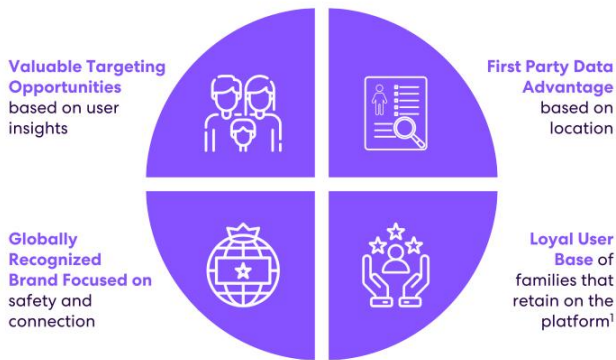 Valuable Targeting
Opportunities
based on user
insights
First Party Data
Advantage
based on
location
Globally
Recognized
Brand Focused on
safety and
connection
Loyal User
Base of
families that
retain on the
platform¹